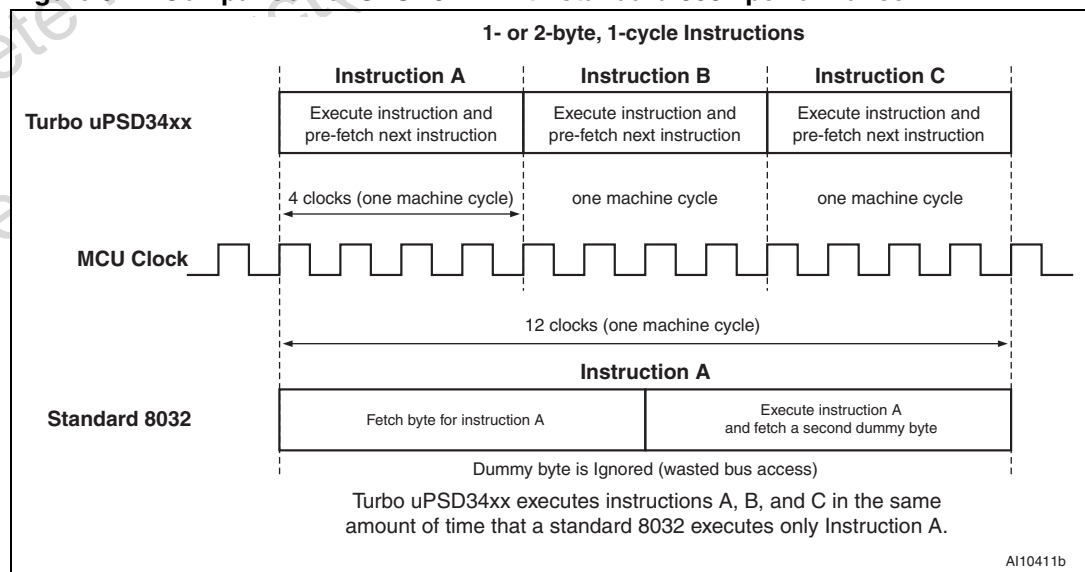 1- or 2-byte, 1-cycle Instructions
Instruction A
Instruction B
Instruction C
Turbo uPSD34xx
Execute instruction and
pre-fetch next instruction
Execute instruction and
pre-fetch next instruction
Execute instruction and
pre-fetch next instruction
4 clocks (one machine cycle)
one machine cycle
one machine cycle
MCU Clock
12 clocks (one machine cycle)
Instruction A
Standard 8032
Fetch byte for instruction A
Execute instruction A
and fetch a second dummy byte
Dummy byte is Ignored (wasted bus access)
Turbo uPSD34xx executes instructions A, B, and C in the same
amount of time that a standard 8032 executes only Instruction A.
AI10411b